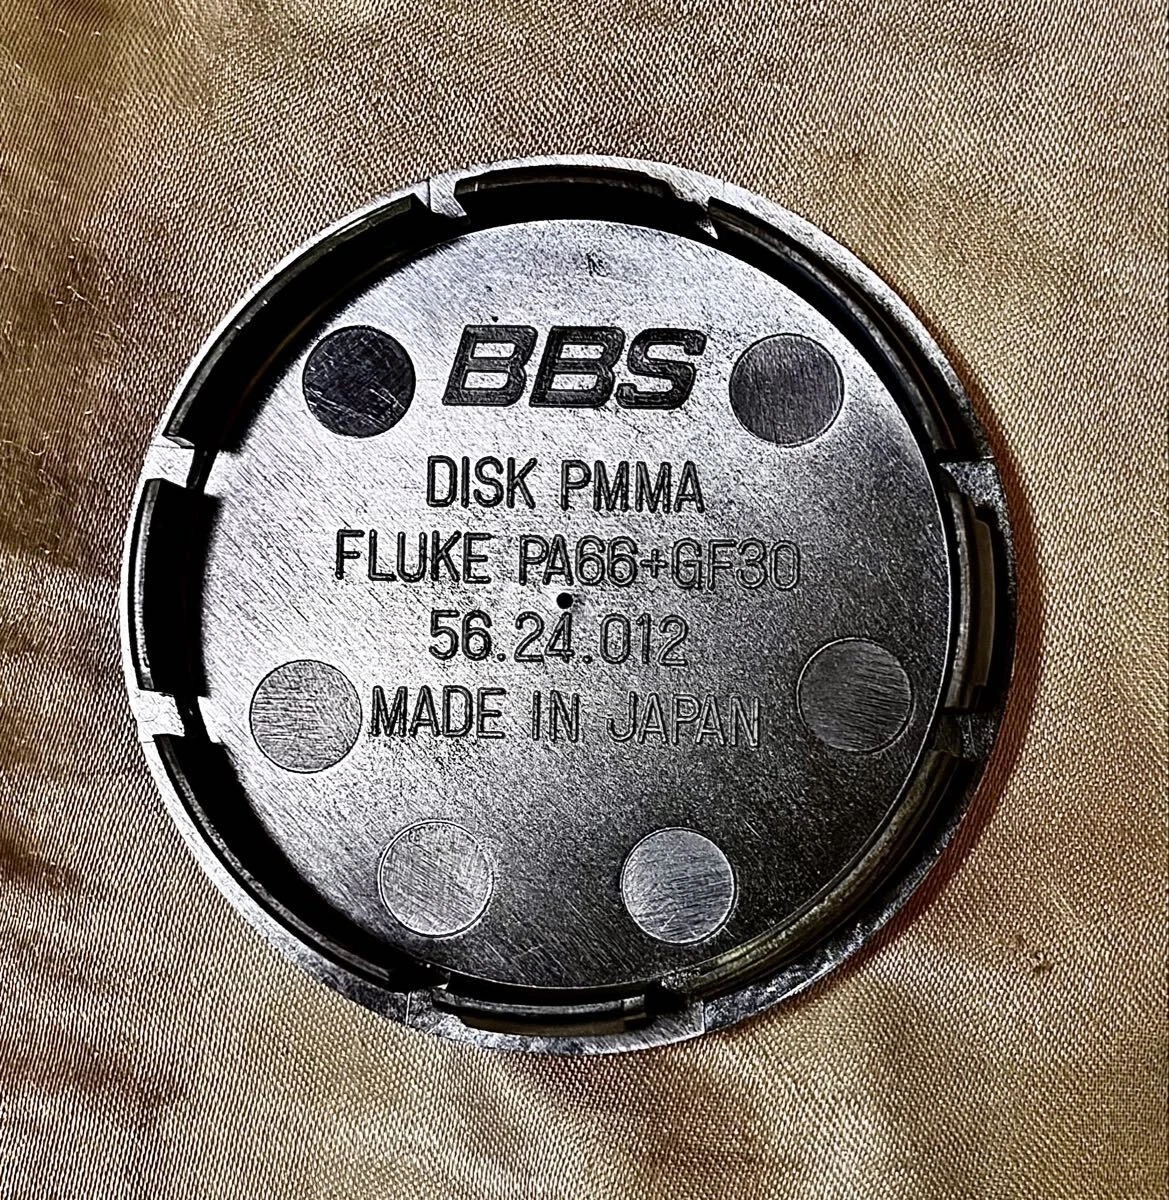 BBS
DISK PMMA
FLUKE PA66+GF30
56.24.012
MADE IN JAPAN